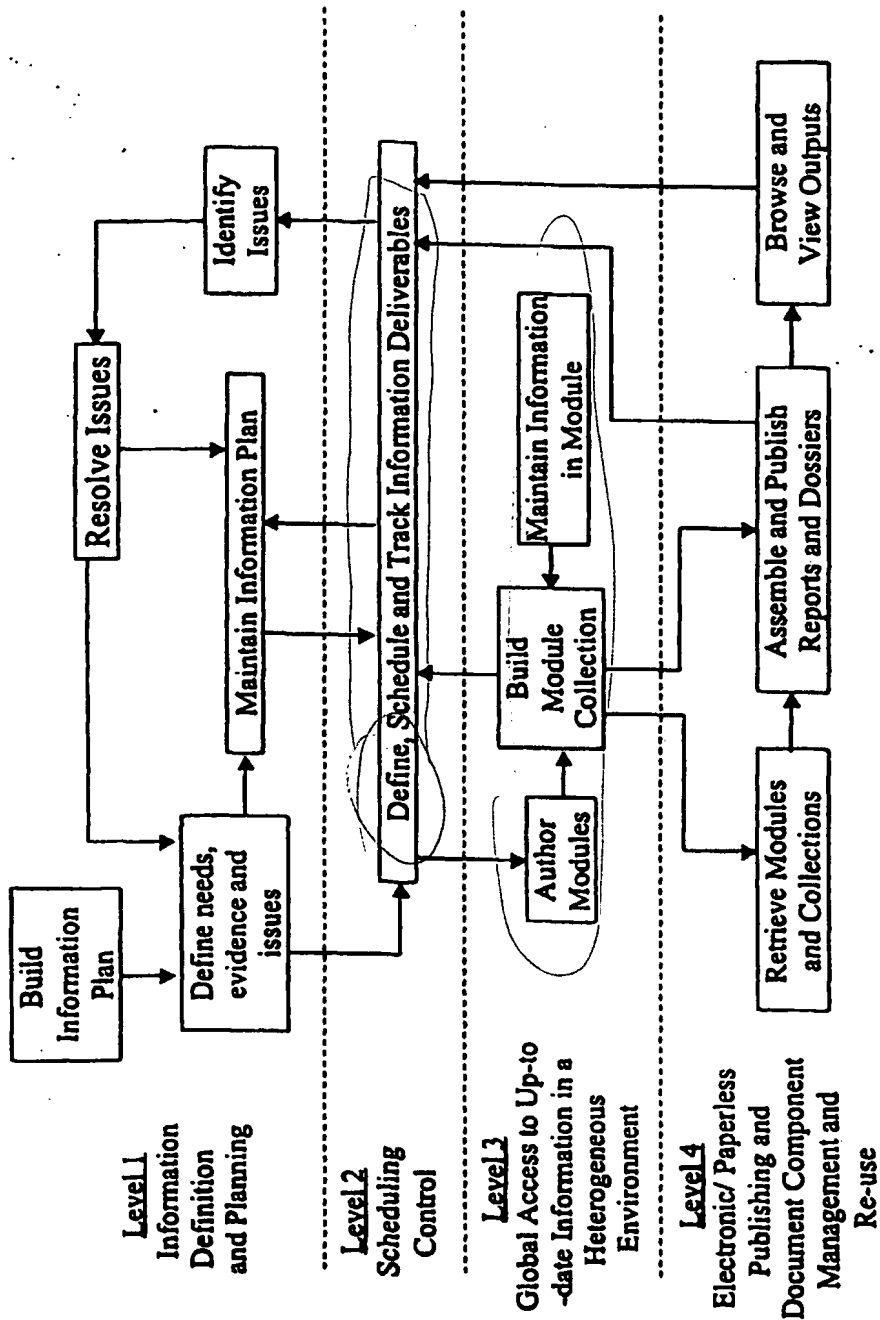 Level 1
Information
Definition
and Planning
Build
Information
Plan
Define needs,
evidence and
issues
Resolve Issues
Maintain Information Plan
Identify
Issues
Level 2
Scheduling
Control
Define, Schedule and Track Information Deliverables
Level 3
Global Access to Up-to
-date Information in a
Heterogeneous
Environment
Author
Modules
Build
Module
Collection
Maintain Information
in Module
Level 4
Electronic/ Paperless
Publishing and
Document Component
Management and
Re-use
Retrieve Modules
and Collections
Assemble and Publish
Reports and Dossiers
Browse and
View Outputs